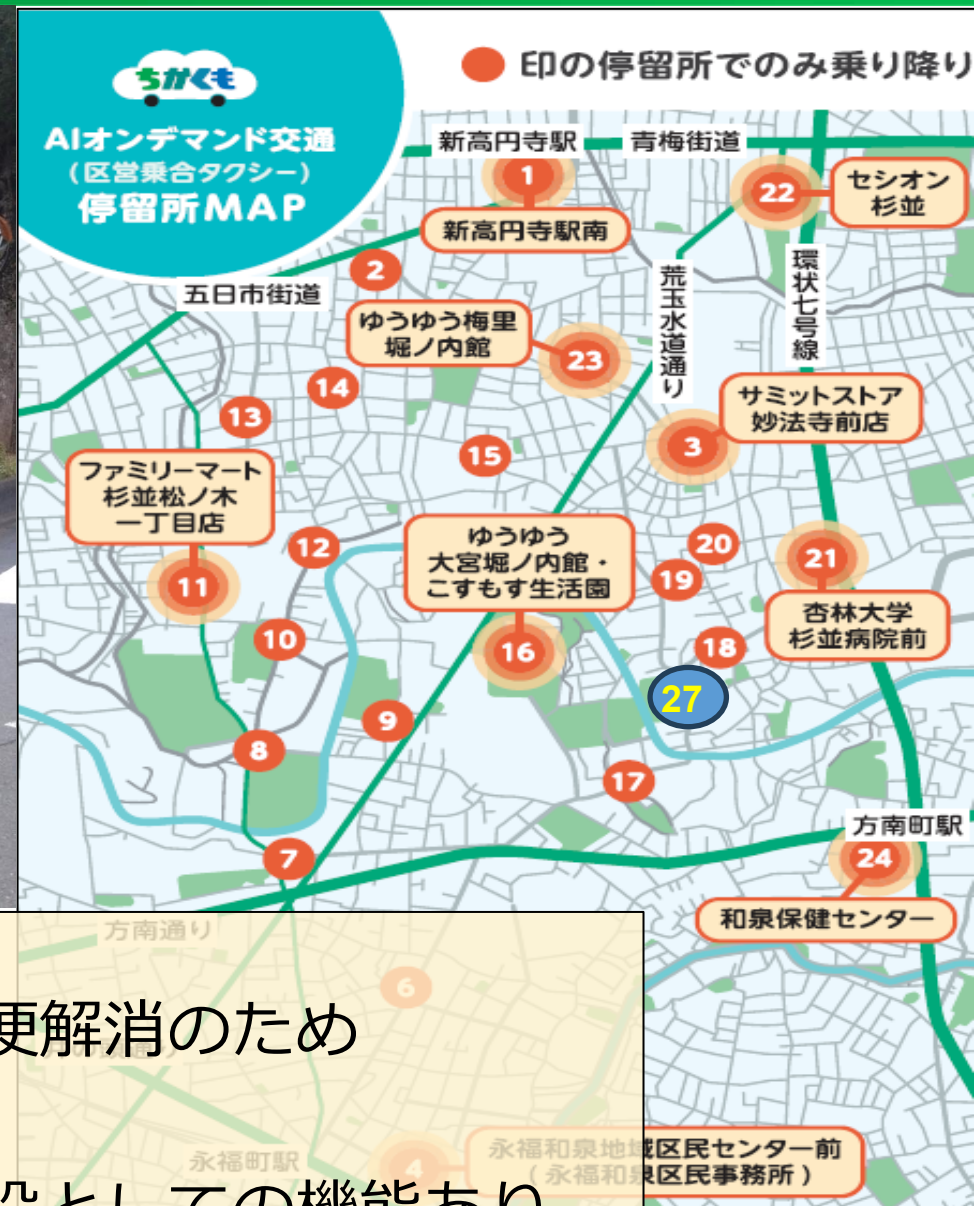 ちかくも
AIオンデマンド交通
(区営乗合タクシー)
停留所MAP
印の停留所でのみ乗り降り
新高円寺駅
青梅街道
1
新高円寺駅南
22
セシオン
杉並
2
五日市街道
荒玉水道通り
環状七号線
ゆうゆう梅里
堀ノ内館
23
14
13
サミットストア
妙法寺前店
3
15
ファミリーマート
杉並松ノ木
一丁目店
11
12
ゆうゆう
大宮堀ノ内館・
こすもす生活園
16
20
19
21
杏林大学
杉並病院前
10
18
27
9
8
17
7
方南町駅
24
和泉保健センター
方南通り
6
便解消のため
永福町駅
4
永福和泉地域区民センター前
(永福和泉区民事務所)
設としての機能あり